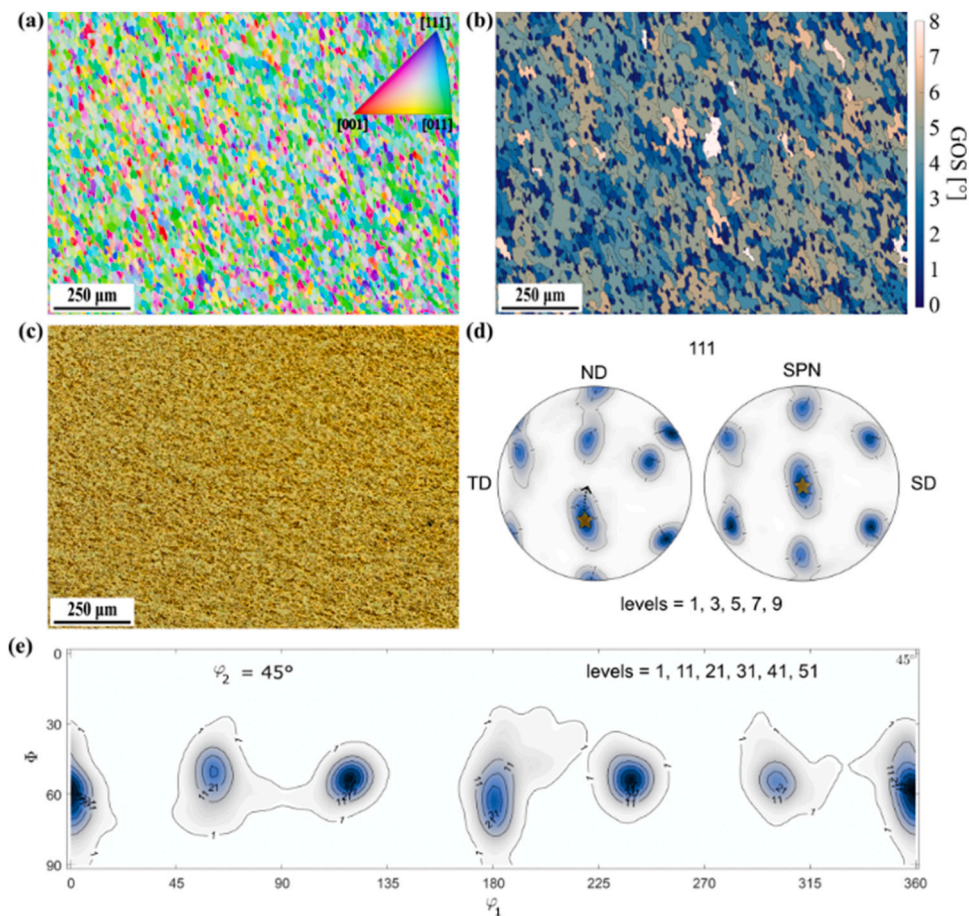 (a)
[111]
[001]
[011]
250 μm
(b)
250 μm
8
7
6
5
4
3
2
1
0
GOS [°]
(c)
250 μm
(d)
111
ND
SPN
TD
SD
levels = 1, 3, 5, 7, 9
(e)
φ₂ = 45°
levels = 1, 11, 21, 31, 41, 51
45°
0
30
60
90
Φ
0
45
90
135
180
225
270
315
360
φ₁